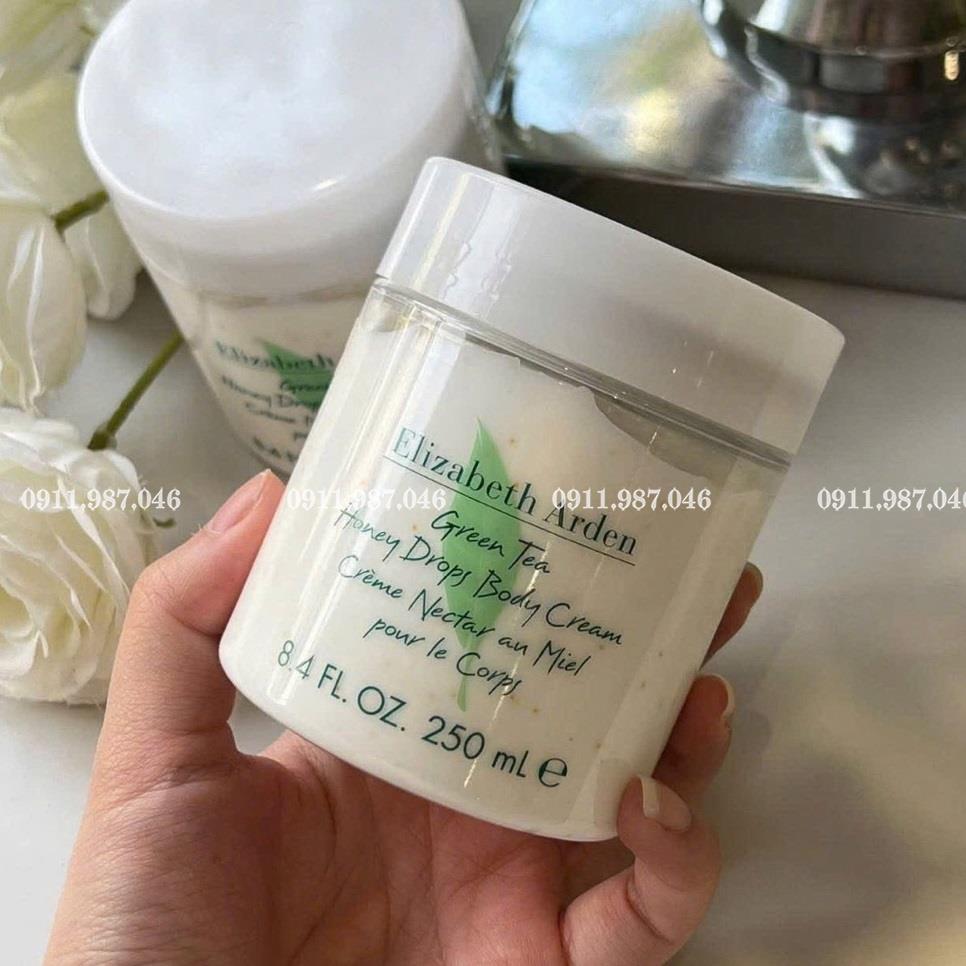 Elizabeth
0911.987.046 0911.987.046 0911.987.046 0911.987.04
Elizabeth Arden
Green Tea
Honey Drops Body Cream
Crème Nectar au Miel
pour le Corps
8.4 FL. OZ. 250 mL e